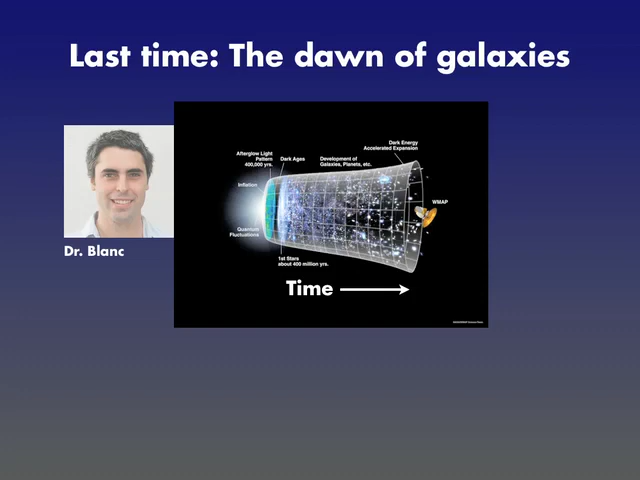 Last time: The dawn of galaxies
Dark Energy
Accelerated Expansion
Afterglow Light
Pattern
400,000 yrs.
Dark Ages
Development of
Galaxies, Planets, etc.
Inflation
WMAP
Quantum
Fluctuations
1st Stars
about 400 million yrs.
Dr. Blanc
Time